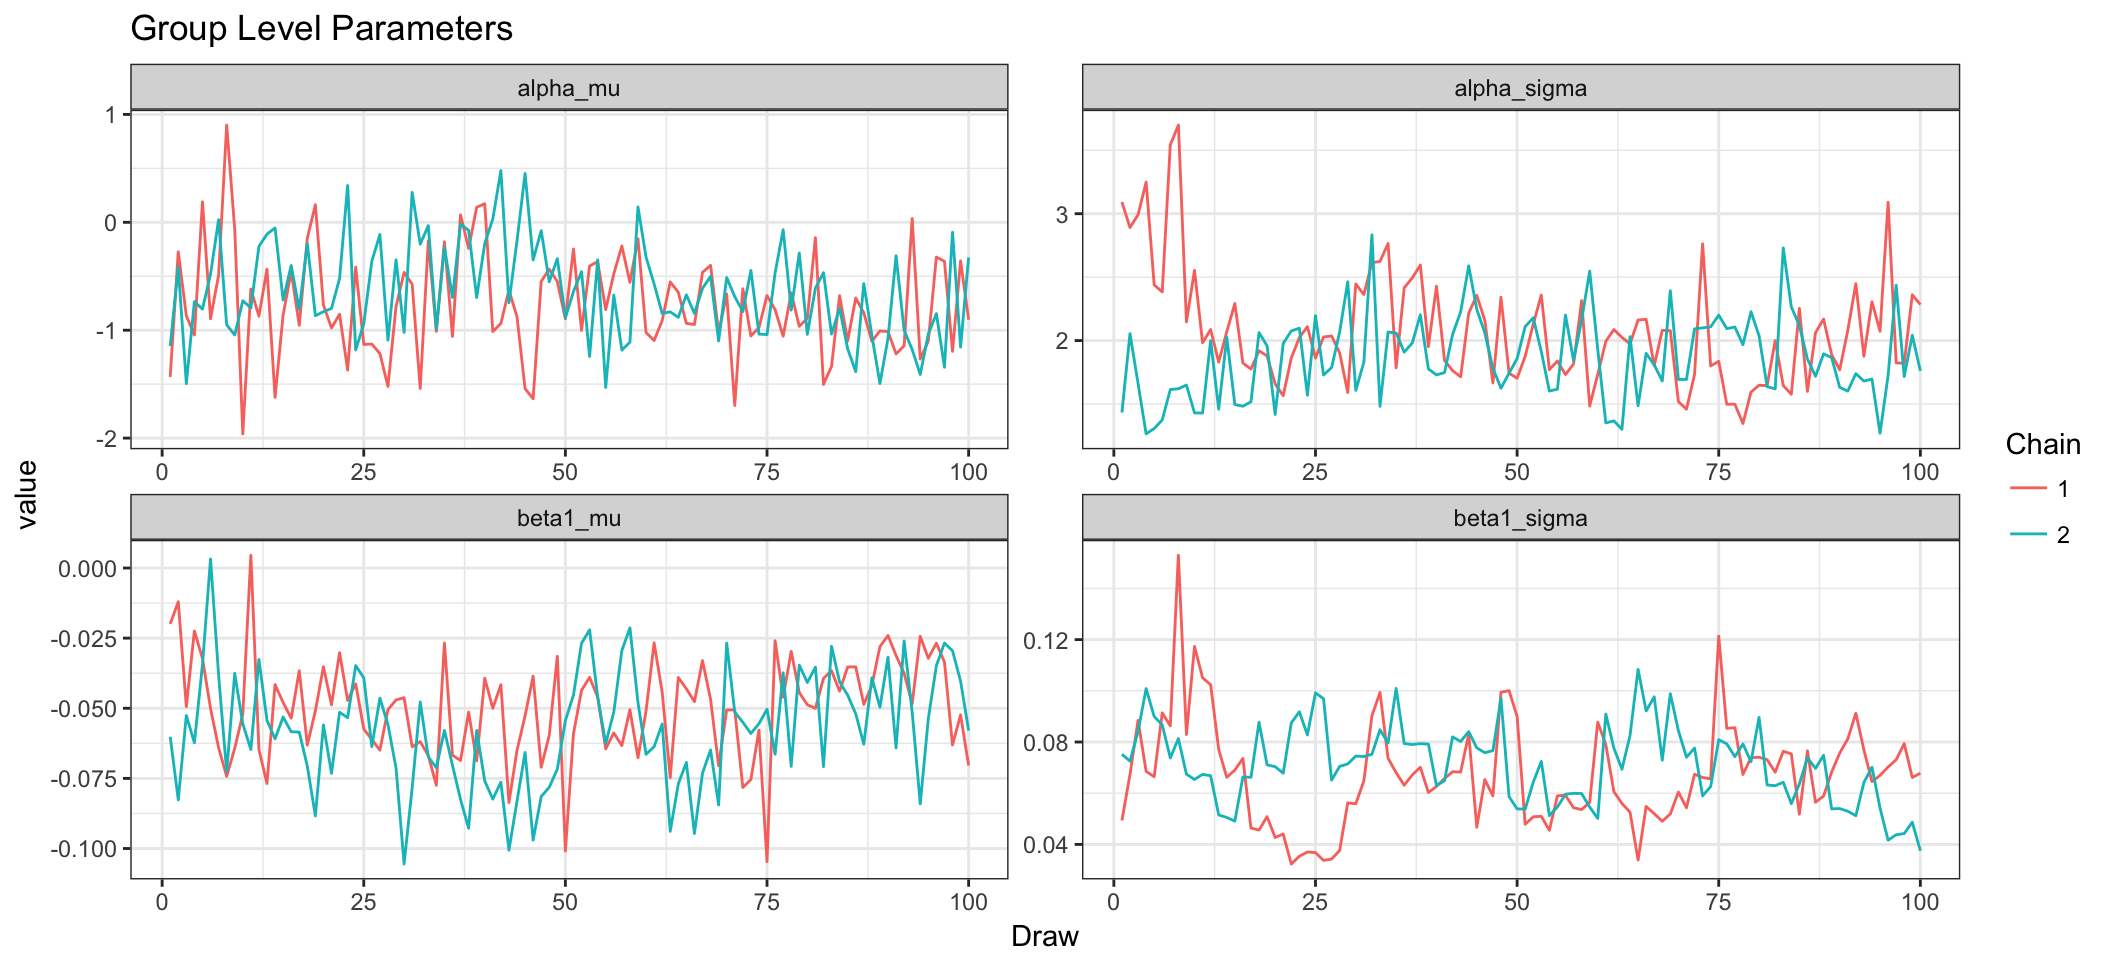 Group Level Parameters
alpha_mu
alpha_sigma
1
0
-1
-2
3
2
0 25 50 75 100
0 25 50 75 100
value
beta1_mu
beta1_sigma
0.000
-0.025
-0.050
-0.075
-0.100
0.12
0.08
0.04
0 25 50 75 100
0 25 50 75 100
Draw
Chain
1
2